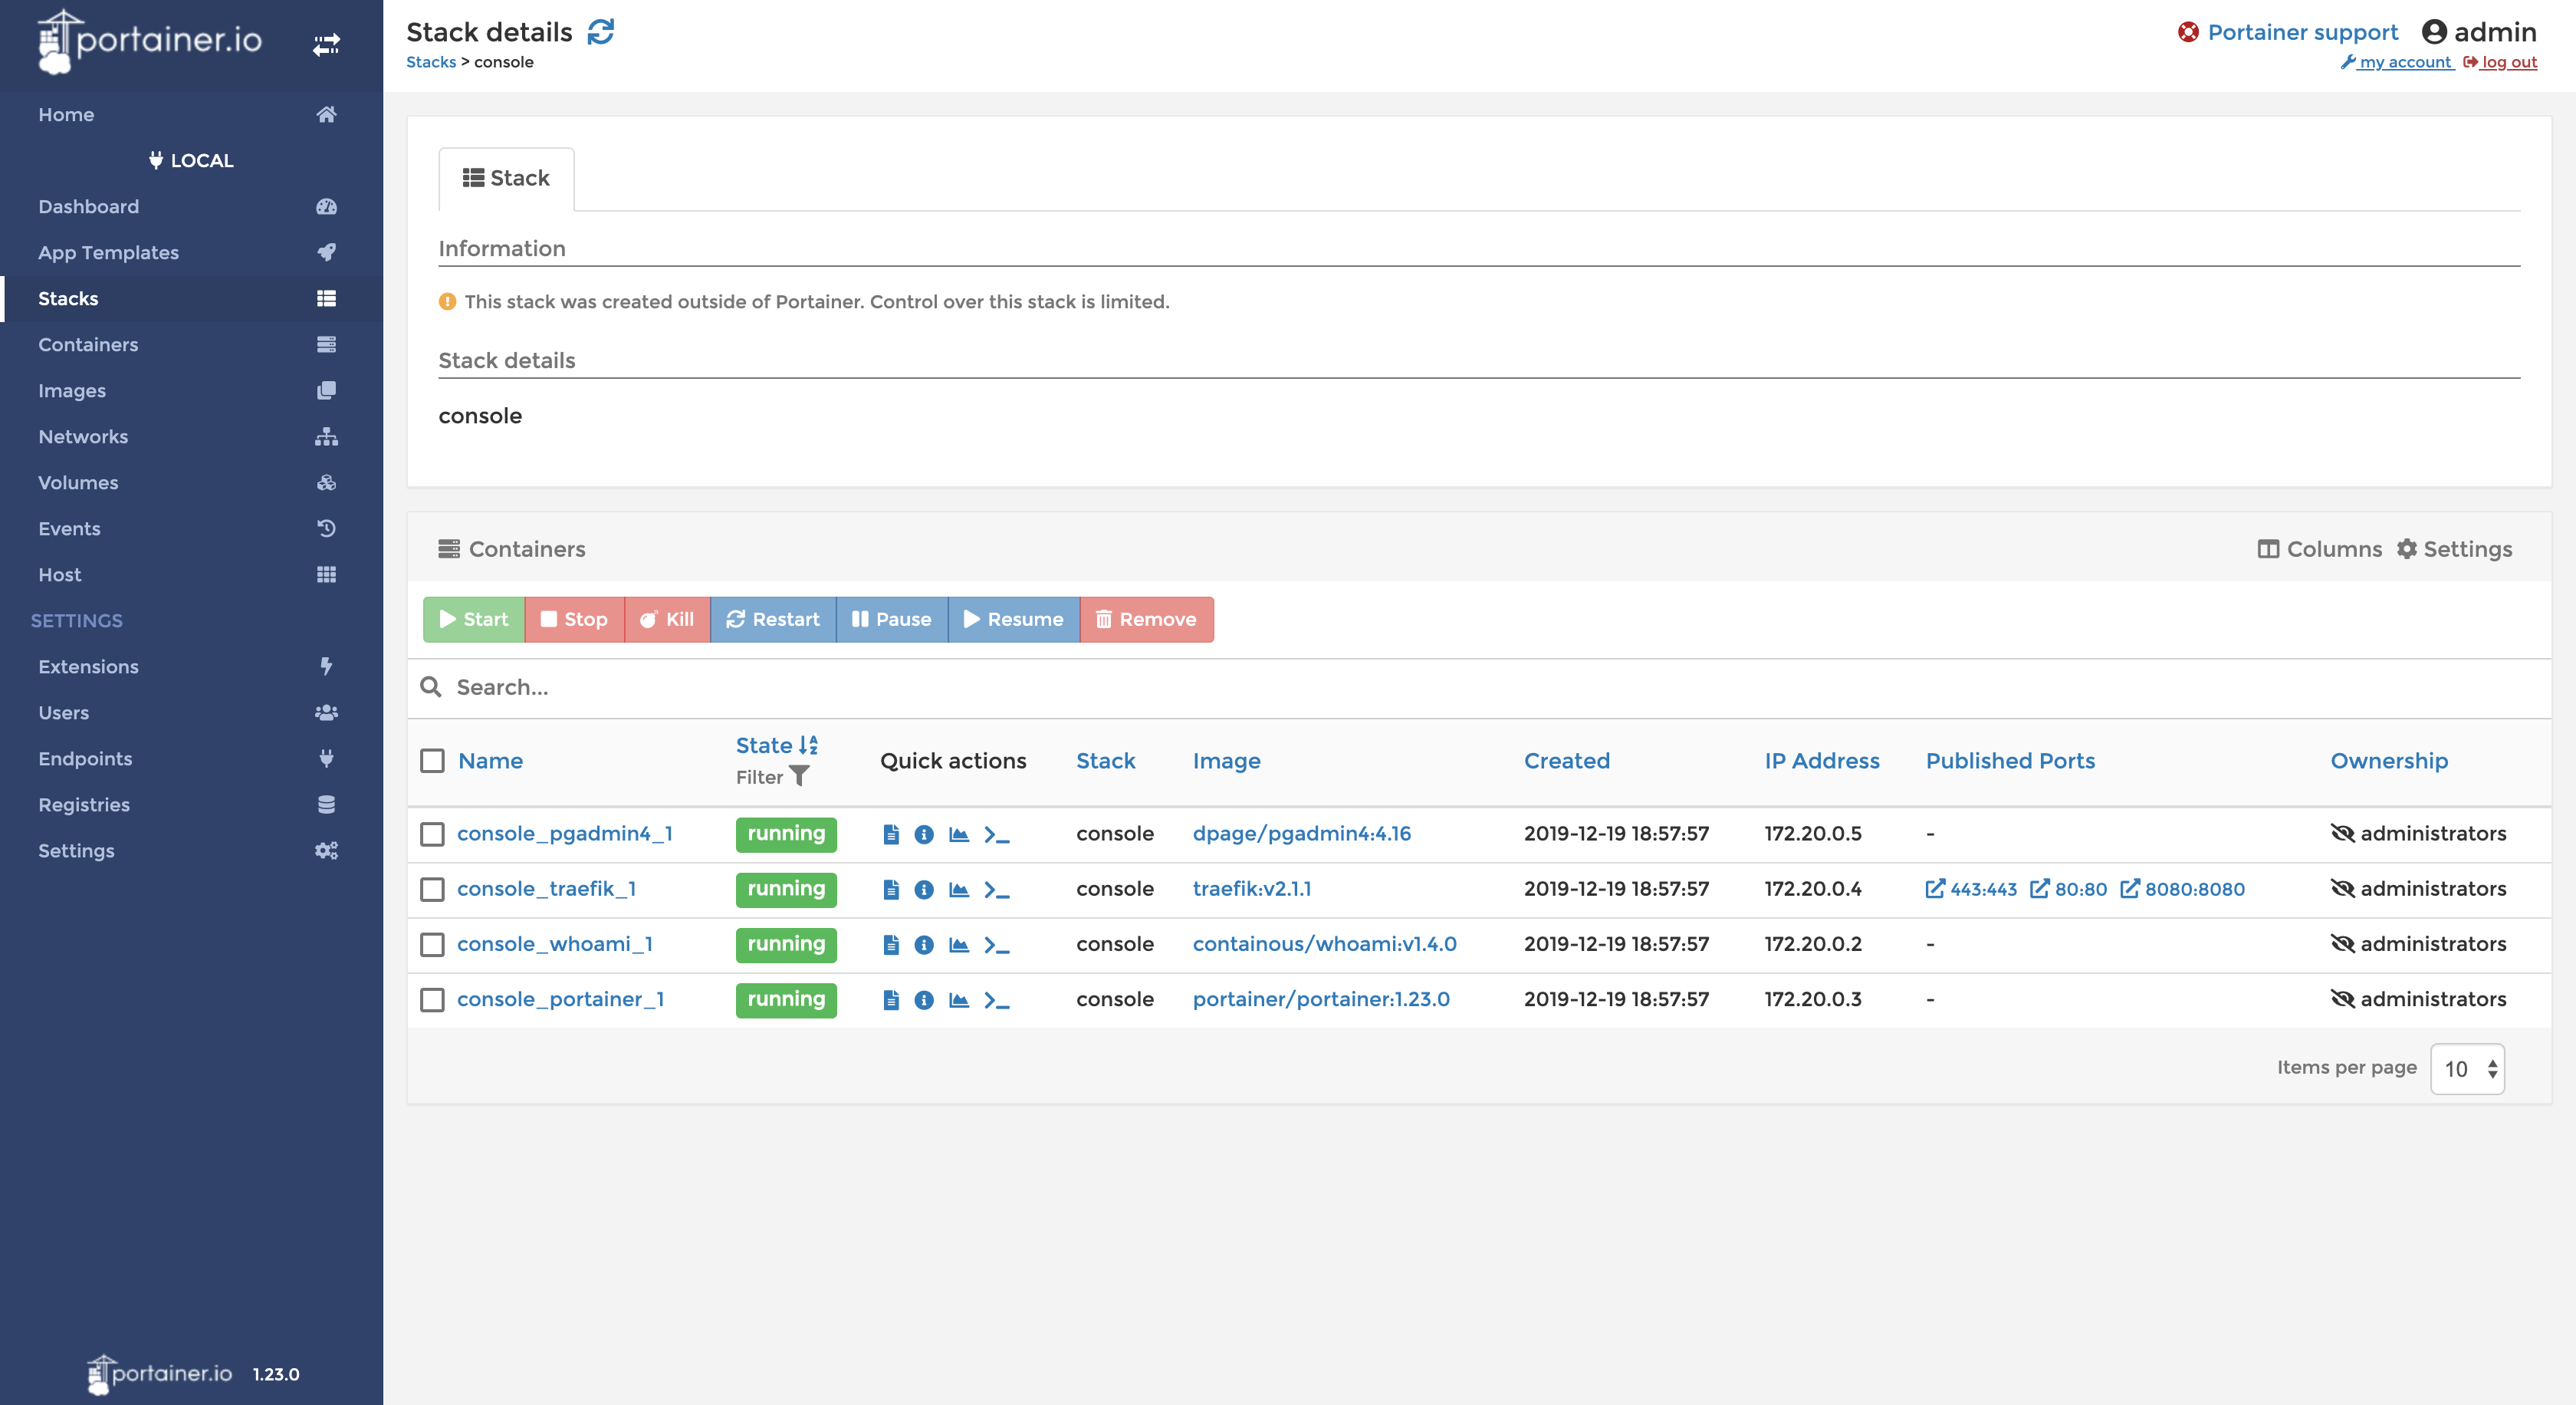 portainer.io
Home
LOCAL
Dashboard
App Templates
Stacks
Containers
Images
Networks
Volumes
Events
Host
SETTINGS
Extensions
Users
Endpoints
Registries
Settings
portainer.io 1.23.0
Stack details
Stacks > console
Portainer support admin
my account log out
Stack
Information
This stack was created outside of Portainer. Control over this stack is limited.
Stack details
console
Containers
Columns Settings
Start Stop Kill Restart Pause Resume Remove
Search...
Name State Filter Quick actions Stack Image Created IP Address Published Ports Ownership
console_pgadmin4_1 running console dpage/pgadmin4:4.16 2019-12-19 18:57:57 172.20.0.5 - administrators
console_traefik_1 running console traefik:v2.1.1 2019-12-19 18:57:57 172.20.0.4 443:443 80:80 8080:8080 administrators
console_whoami_1 running console containous/whoami:v1.4.0 2019-12-19 18:57:57 172.20.0.2 - administrators
console_portainer_1 running console portainer/portainer:1.23.0 2019-12-19 18:57:57 172.20.0.3 - administrators
Items per page 10